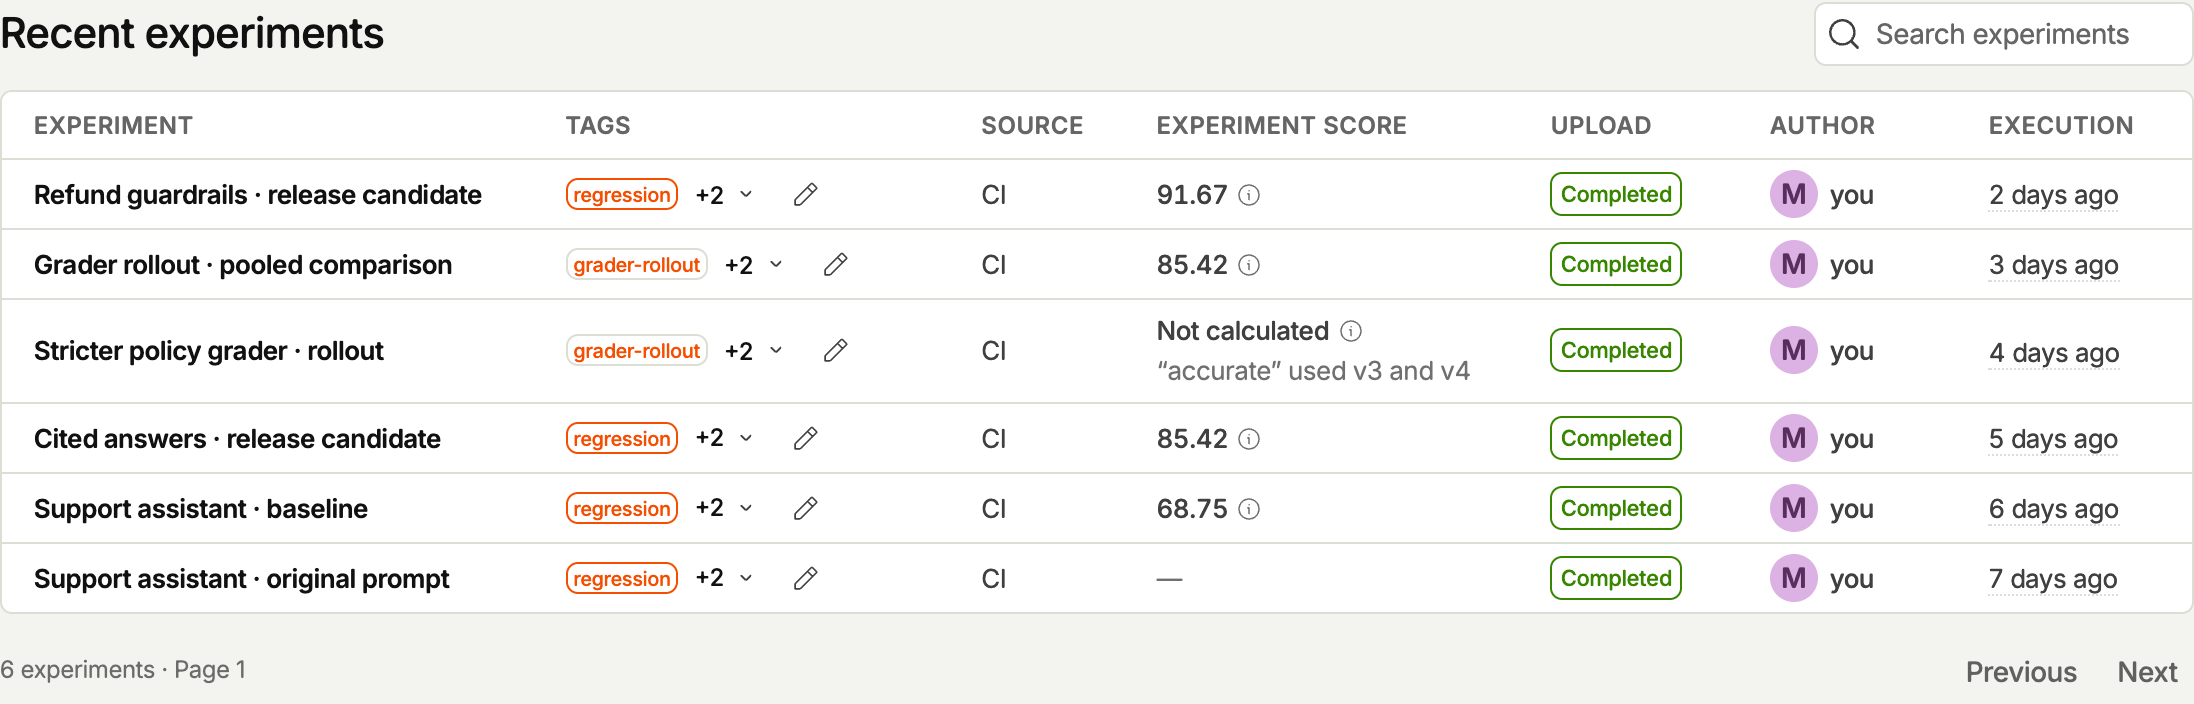 Recent experiments
Search experiments
EXPERIMENT TAGS SOURCE EXPERIMENT SCORE UPLOAD AUTHOR EXECUTION
Refund guardrails · release candidate regression +2 CI 91.67 Completed M you 2 days ago
Grader rollout · pooled comparison grader-rollout +2 CI 85.42 Completed M you 3 days ago
Stricter policy grader · rollout grader-rollout +2 CI Not calculated Completed M you 4 days ago
“accurate” used v3 and v4
Cited answers · release candidate regression +2 CI 85.42 Completed M you 5 days ago
Support assistant · baseline regression +2 CI 68.75 Completed M you 6 days ago
Support assistant · original prompt regression +2 CI — Completed M you 7 days ago
6 experiments · Page 1 Previous Next